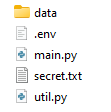 data
.env
main.py
secret.txt
util.py